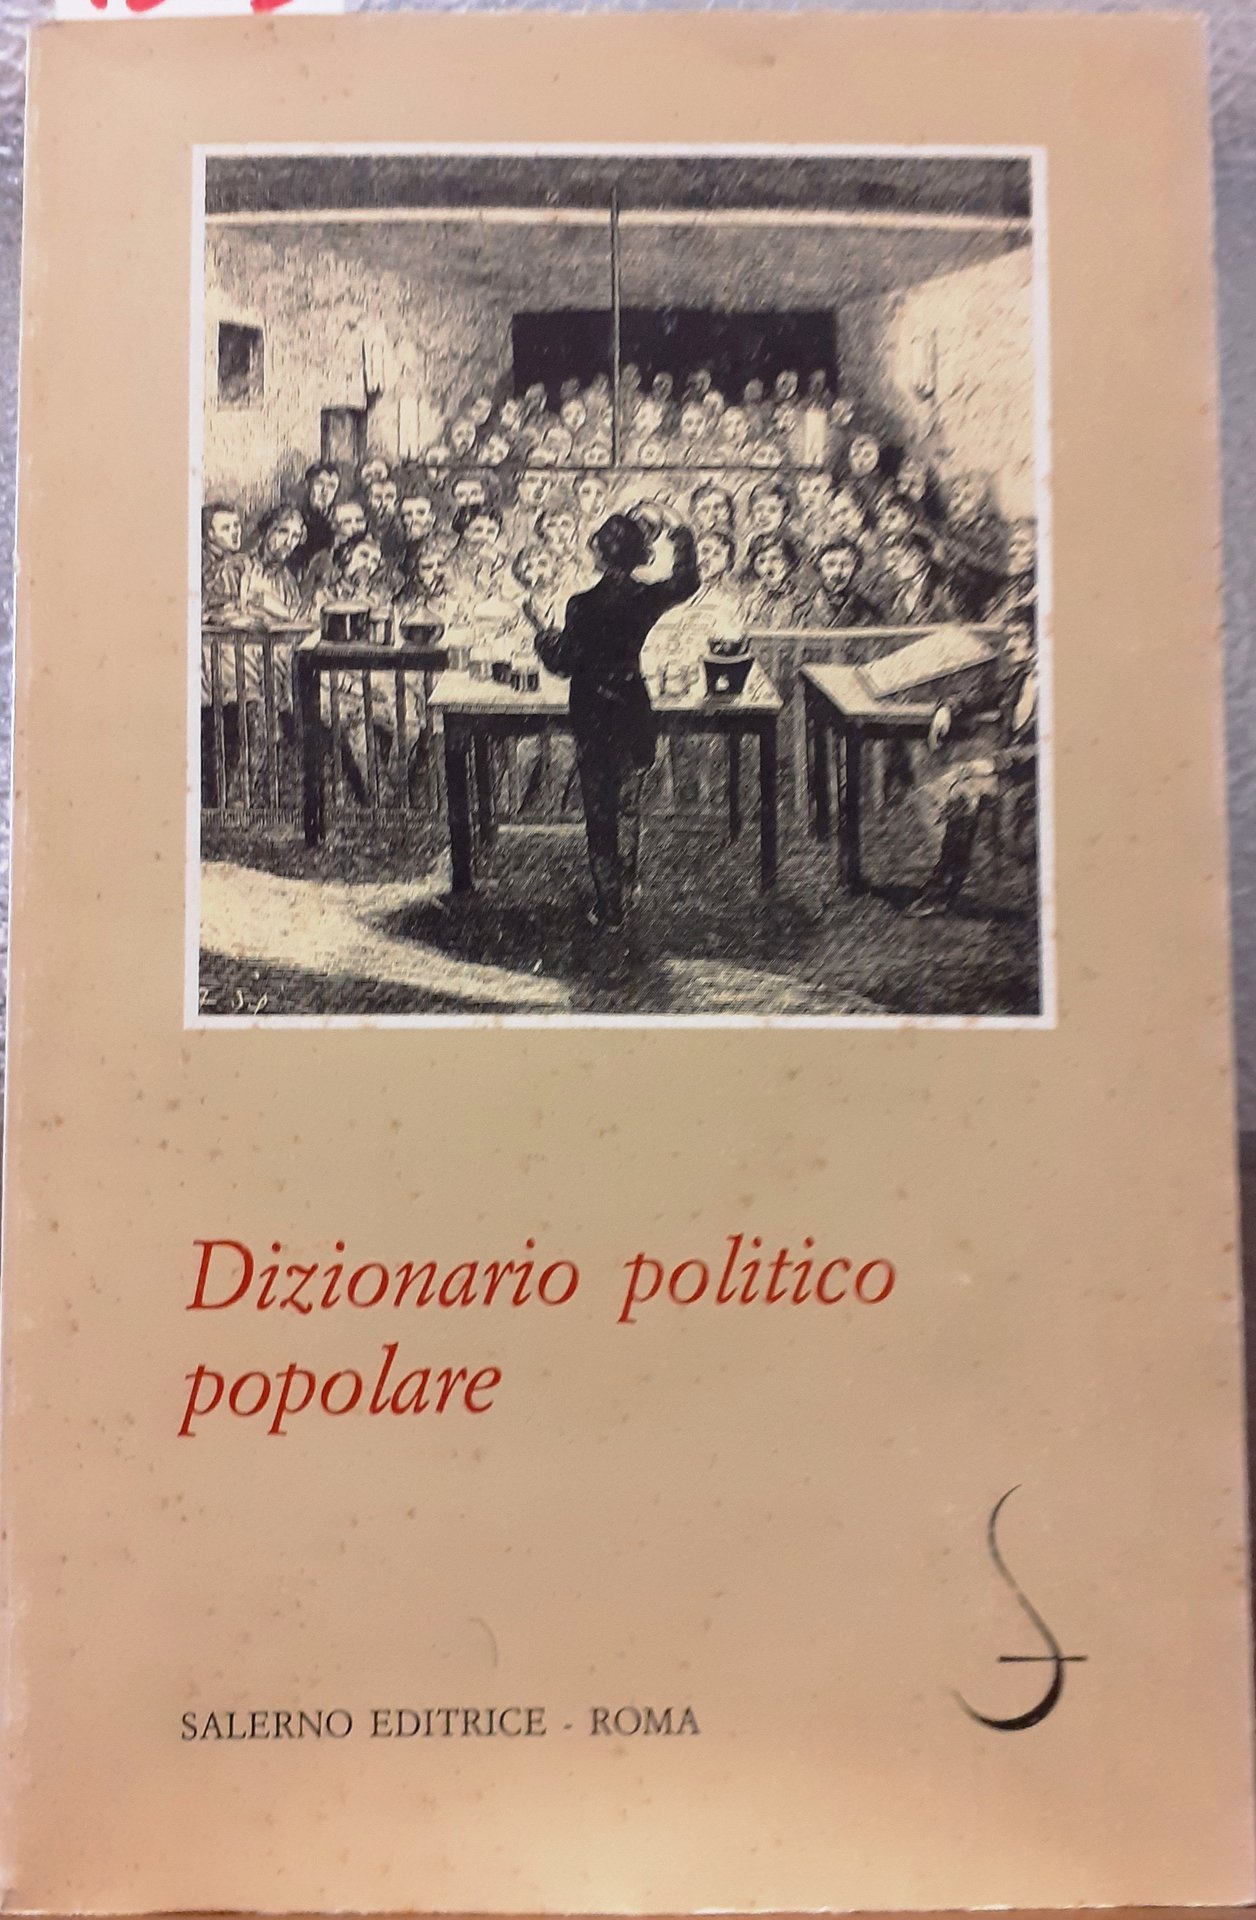 Dizionario politico
popolare
SALERNO EDITRICE - ROMA